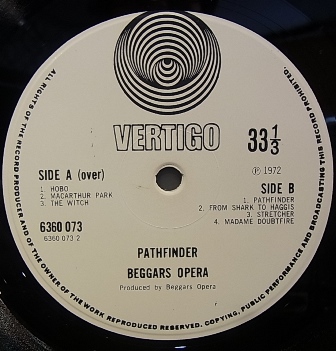 VERTIGO
33 1/3
SIDE A (over)
1. HOBO
2. MACARTHUR PARK
3. THE WITCH
6360 073
6360 073 2
℗ 1972
SIDE B
1. PATHFINDER
2. FROM SHARK TO HAGGIS
3. STRETCHER
4. MADAME DOUBTFIRE
PATHFINDER
BEGGARS OPERA
Produced by Beggars Opera
ALL RIGHTS OF THE RECORD PRODUCER AND OF THE OWNER OF THE WORK REPRODUCED RESERVED. COPYING, PUBLIC PERFORMANCE AND BROADCASTING THIS RECORD PROHIBITED.